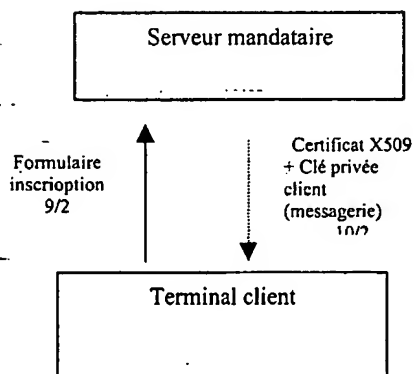 Serveur mandataire
Formulaire
inscrioption
9/2
Certificat X509
+ Clé privée
client
(messagerie)
10/2
Terminal client